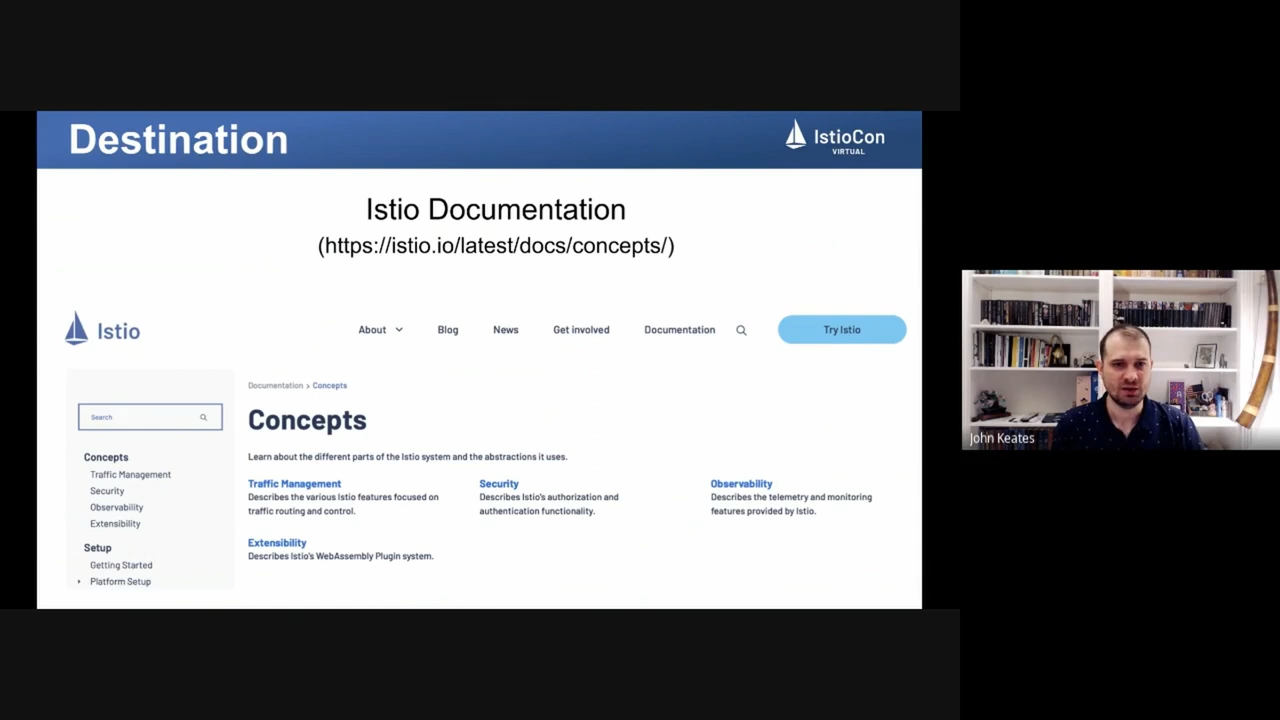 Destination
IstioCon
VIRTUAL
Istio Documentation
(https://istio.io/latest/docs/concepts/)
Istio
About
Blog
News
Get involved
Documentation
Try Istio
Search
Concepts
Traffic Management
Security
Observability
Extensibility
Setup
Getting Started
Platform Setup
Documentation › Concepts
Concepts
Learn about the different parts of the Istio system and the abstractions it uses.
Traffic Management
Describes the various Istio features focused on
traffic routing and control.
Security
Describes Istio's authorization and
authentication functionality.
Observability
Describes the telemetry and monitoring
features provided by Istio.
Extensibility
Describes Istio's WebAssembly Plugin system.
John Keates